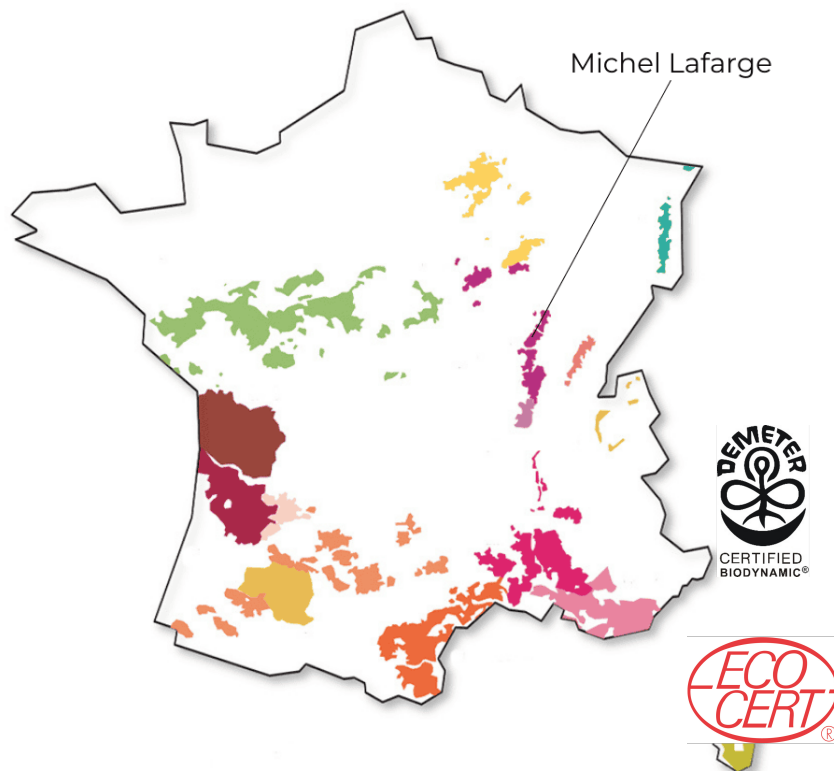 Michel Lafarge
DEMETER
CERTIFIED
BIODYNAMIC®
ECO
CERT
®